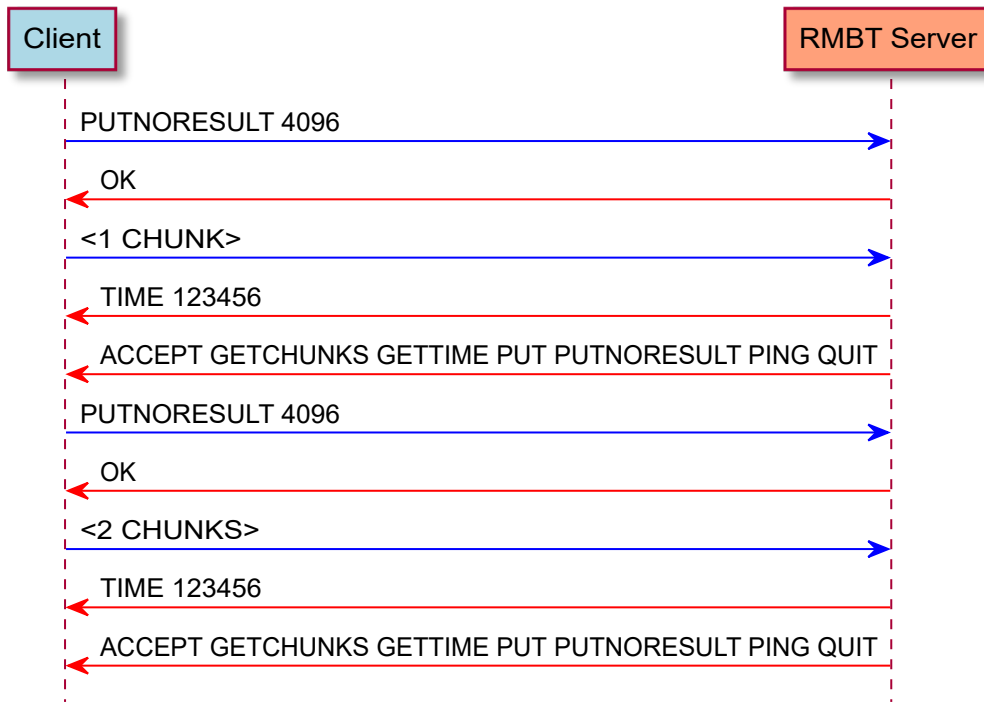 Client
RMBT Server
PUTNORESULT 4096
OK
<1 CHUNK>
TIME 123456
ACCEPT GETCHUNKS GETTIME PUT PUTNORESULT PING QUIT
PUTNORESULT 4096
OK
<2 CHUNKS>
TIME 123456
ACCEPT GETCHUNKS GETTIME PUT PUTNORESULT PING QUIT